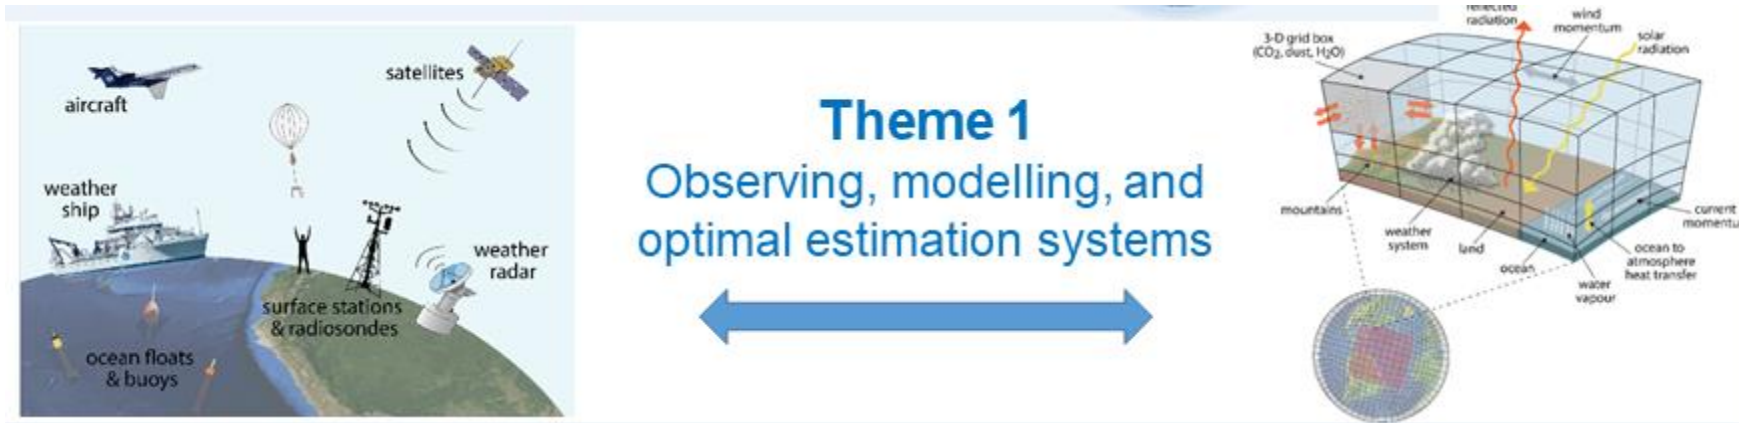 aircraft
satellites
weather
ship
weather
radar
surface stations
& radiosondes
ocean floats
& buoys
Theme 1
Observing, modelling, and
optimal estimation systems
reflected
radiation
wind
momentum
solar
radiation
3-D grid box
(CO₂, dust, H₂O)
mountains
weather
system
land
ocean
water
vapour
ocean to
atmosphere
heat transfer
current
momentu